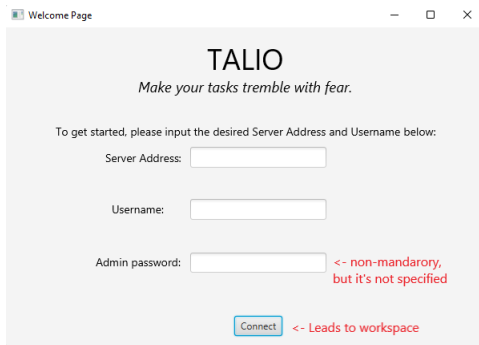 Welcome Page
TALIO
Make your tasks tremble with fear.
To get started, please input the desired Server Address and Username below:
Server Address:
Username:
Admin password:
<- non-mandarory,
but it's not specified
Connect
<- Leads to workspace